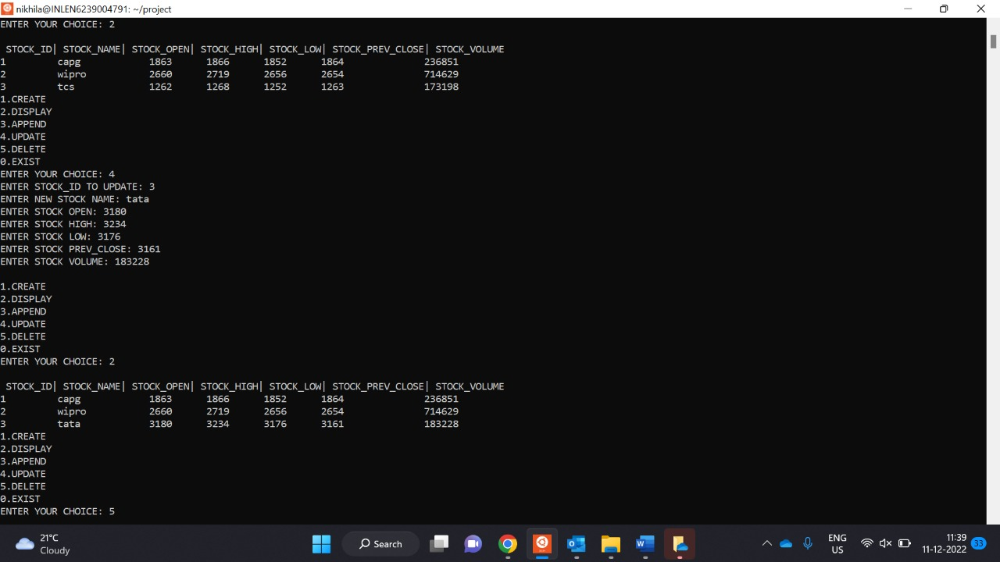 nikhila@INLEN6239004791: ~/project
ENTER YOUR CHOICE: 2
STOCK_ID| STOCK_NAME| STOCK_OPEN| STOCK_HIGH| STOCK_LOW| STOCK_PREV_CLOSE| STOCK_VOLUME
1 capg 1863 1866 1852 1864 236851
2 wipro 2660 2719 2656 2654 714629
3 tcs 1262 1268 1252 1263 173198
1.CREATE
2.DISPLAY
3.APPEND
4.UPDATE
5.DELETE
0.EXIST
ENTER YOUR CHOICE: 4
ENTER STOCK_ID TO UPDATE: 3
ENTER NEW STOCK NAME: tata
ENTER STOCK OPEN: 3180
ENTER STOCK HIGH: 3234
ENTER STOCK LOW: 3176
ENTER STOCK PREV_CLOSE: 3161
ENTER STOCK VOLUME: 183228
1.CREATE
2.DISPLAY
3.APPEND
4.UPDATE
5.DELETE
0.EXIST
ENTER YOUR CHOICE: 2
STOCK_ID| STOCK_NAME| STOCK_OPEN| STOCK_HIGH| STOCK_LOW| STOCK_PREV_CLOSE| STOCK_VOLUME
1 capg 1863 1866 1852 1864 236851
2 wipro 2660 2719 2656 2654 714629
3 tata 3180 3234 3176 3161 183228
1.CREATE
2.DISPLAY
3.APPEND
4.UPDATE
5.DELETE
0.EXIST
ENTER YOUR CHOICE: 5
21°C
Cloudy
Search
ENG
US
11:39
11-12-2022
33